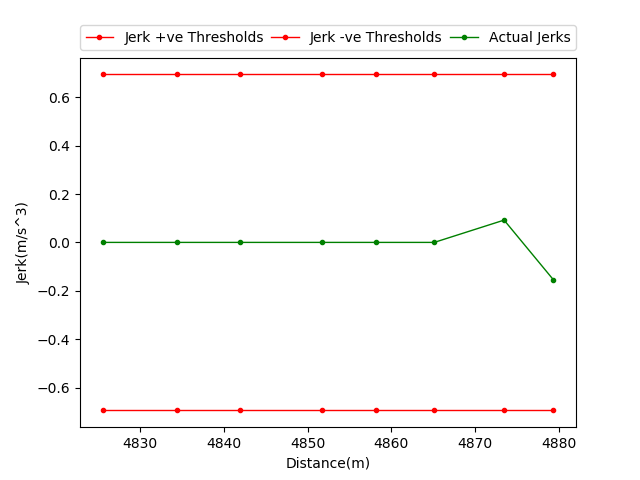 Jerk +ve Thresholds Jerk -ve Thresholds Actual Jerks
0.6
0.4
0.2
0.0
−0.2
−0.4
−0.6
Jerk(m/s^3)
4830 4840 4850 4860 4870 4880
Distance(m)